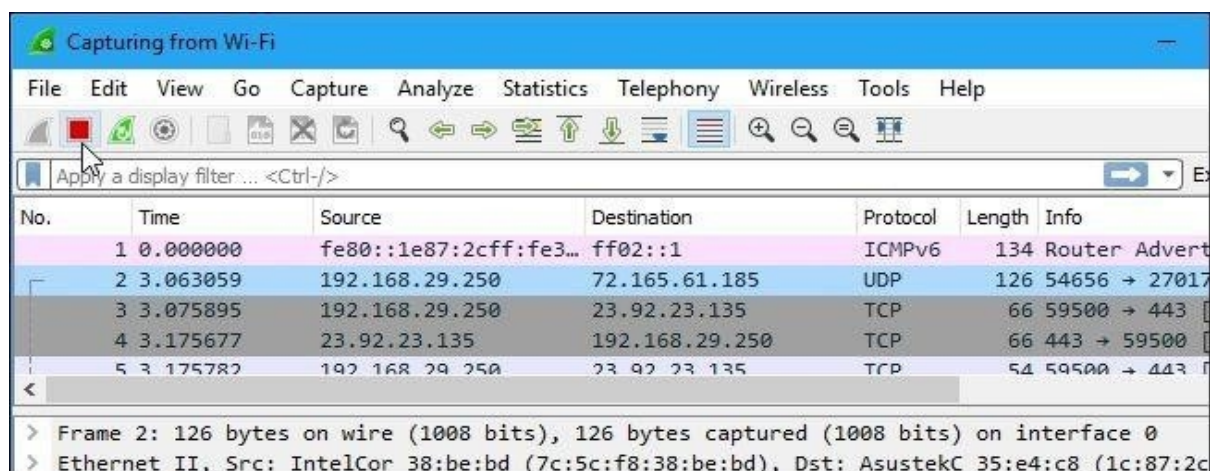 Capturing from Wi-Fi
File Edit View Go Capture Analyze Statistics Telephony Wireless Tools Help
Apply a display filter ... <Ctrl-/>
No. Time Source Destination Protocol Length Info
1 0.000000 fe80::1e87:2cff:fe3… ff02::1 ICMPv6 134 Router Advert
2 3.063059 192.168.29.250 72.165.61.185 UDP 126 54656 → 27017
3 3.075895 192.168.29.250 23.92.23.135 TCP 66 59500 → 443 [
4 3.175677 23.92.23.135 192.168.29.250 TCP 66 443 → 59500 [
5 3.175782 192.168.29.250 23.92.23.135 TCP 54 59500 → 443 [
> Frame 2: 126 bytes on wire (1008 bits), 126 bytes captured (1008 bits) on interface 0
> Ethernet II, Src: IntelCor_38:be:bd (7c:5c:f8:38:be:bd), Dst: AsustekC_35:e4:c8 (1c:87:2c